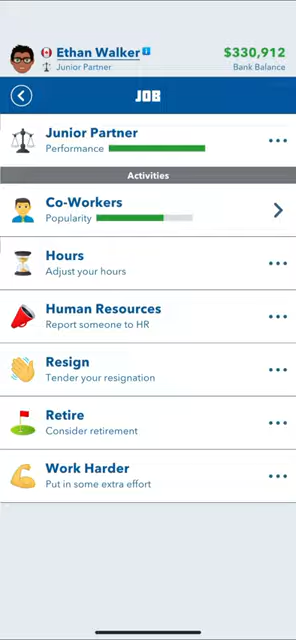 Ethan Walker
$330,912
Junior Partner
Bank Balance
JOB
Junior Partner
Performance
Activities
Co-Workers
Popularity
Hours
Adjust your hours
Human Resources
Report someone to HR
Resign
Tender your resignation
Retire
Consider retirement
Work Harder
Put in some extra effort